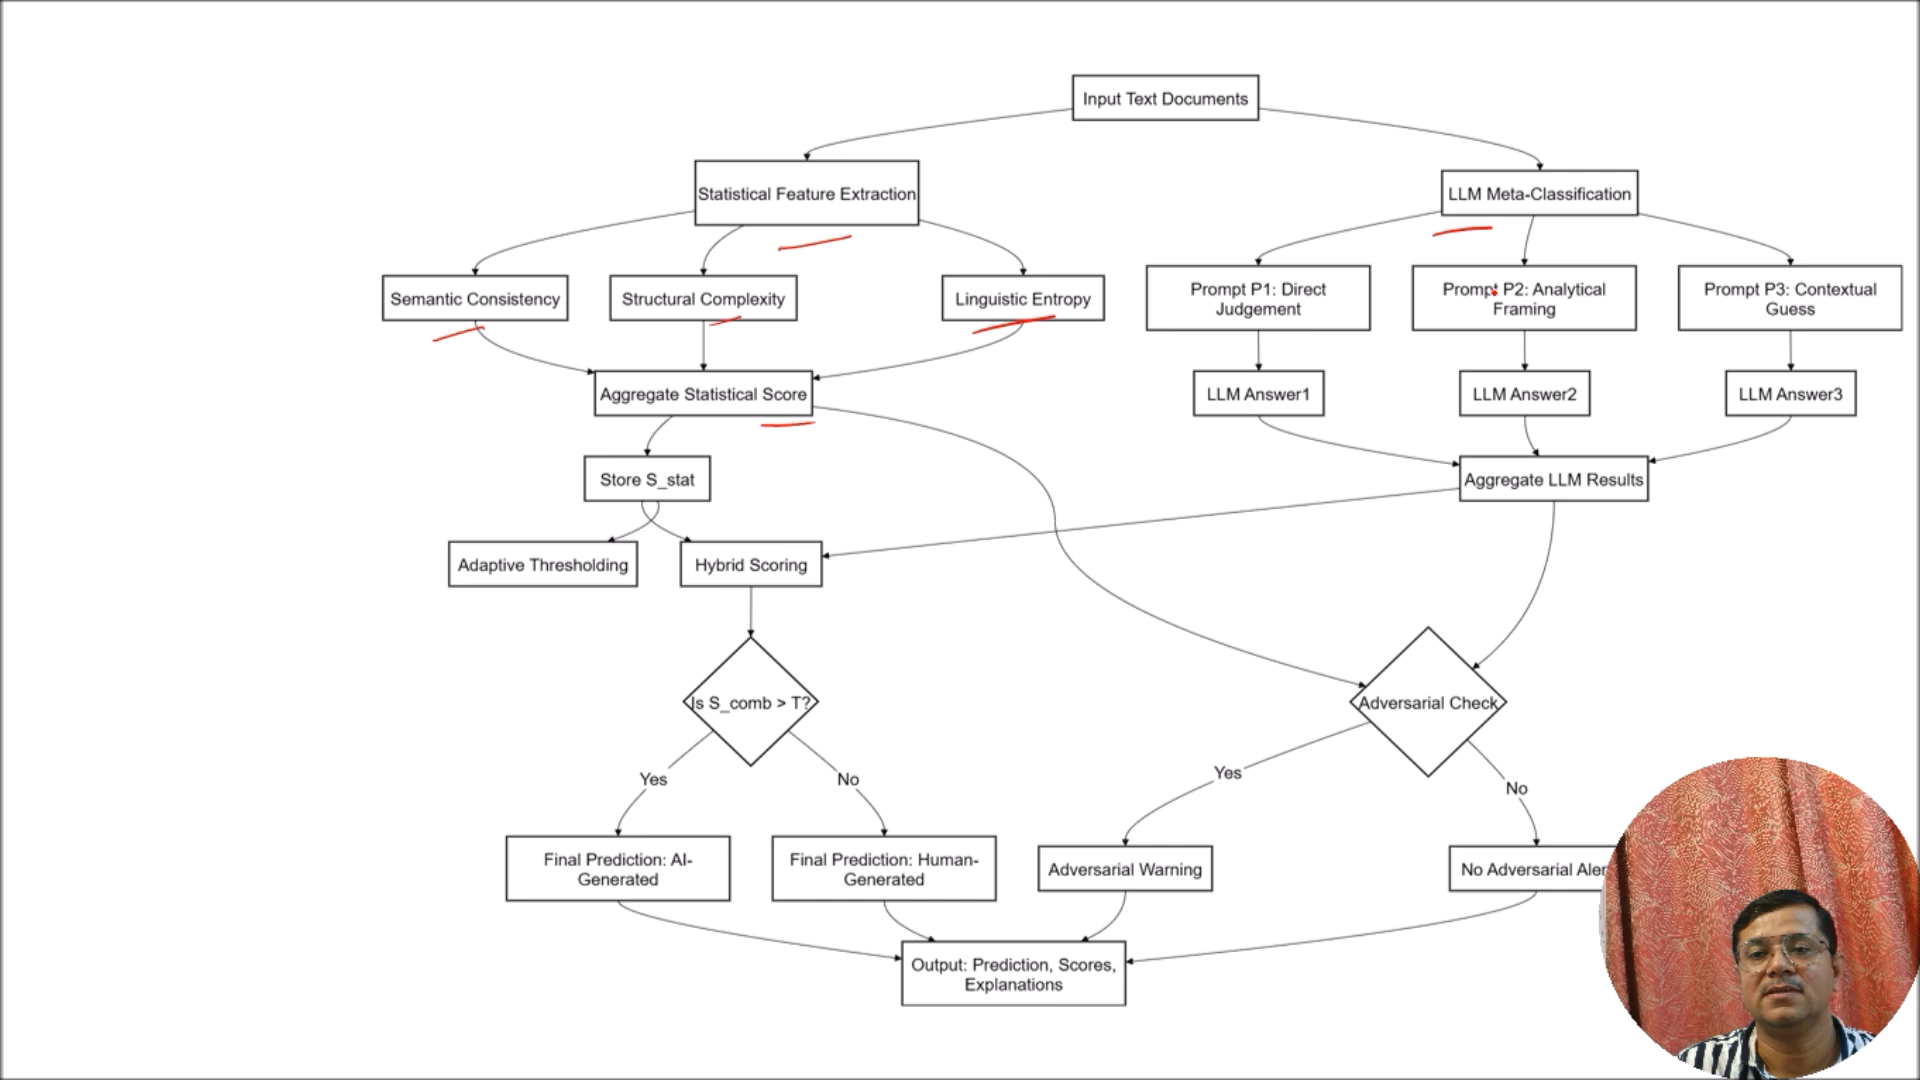 Input Text Documents
Statistical Feature Extraction
LLM Meta-Classification
Semantic Consistency
Structural Complexity
Linguistic Entropy
Prompt P1: Direct
Judgement
Prompt P2: Analytical
Framing
Prompt P3: Contextual
Guess
Aggregate Statistical Score
LLM Answer1
LLM Answer2
LLM Answer3
Store S_stat
Aggregate LLM Results
Adaptive Thresholding
Hybrid Scoring
Is S_comb > T?
Adversarial Check
Yes
No
Yes
No
Final Prediction: AI-
Generated
Final Prediction: Human-
Generated
Adversarial Warning
No Adversarial
Output: Prediction, Scores,
Explanations